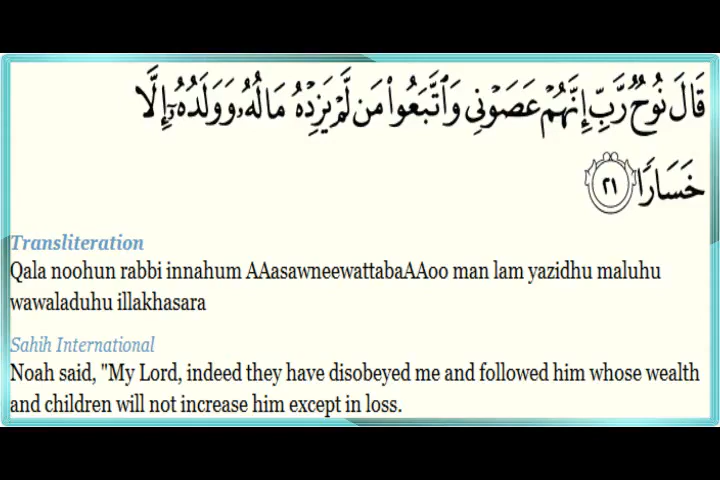 قَالَ نُوحٌ رَّبِّ إِنَّهُمْ عَصَوْنِى وَٱتَّبَعُوا۟ مَن لَّمْ يَزِدْهُ مَالُهُۥ وَوَلَدُهُۥٓ إِلَّا
خَسَارًا ٢١
Transliteration
Qala noohun rabbi innahum AAasawneewattabaAAoo man lam yazidhu maluhu
wawaladuhu illakhasara
Sahih International
Noah said, "My Lord, indeed they have disobeyed me and followed him whose wealth
and children will not increase him except in loss.